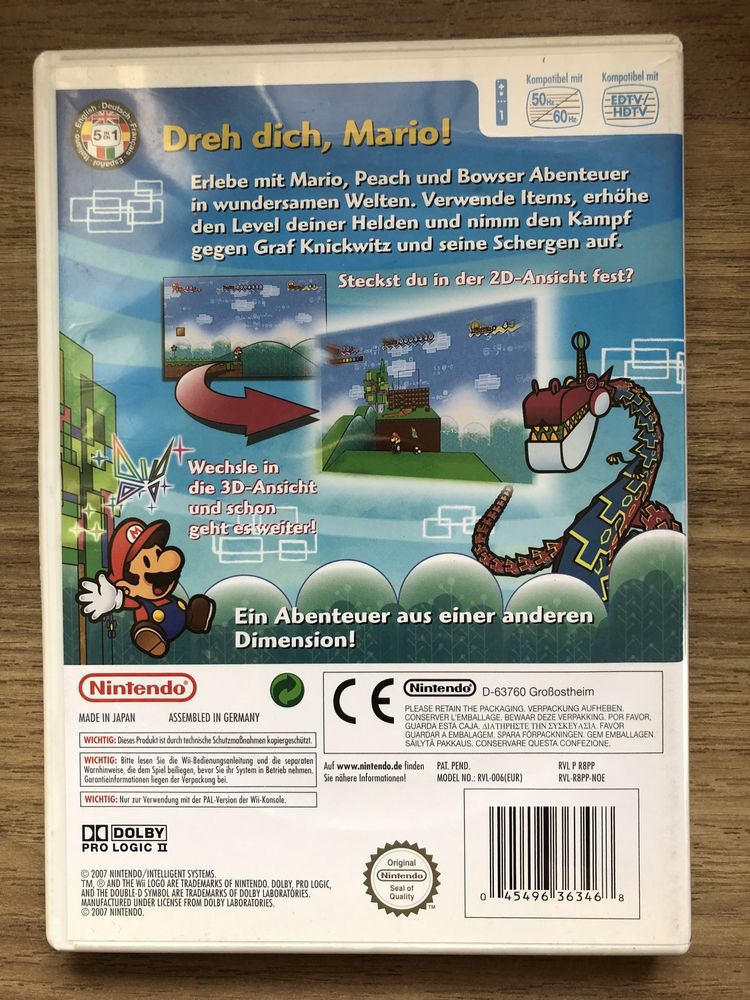 English · Deutsch · Français
5 IN EN 1
Italiano · Español
1
Kompatibel mit
50Hz
60Hz
Kompatibel mit
EDTV/
HDTV
Dreh dich, Mario!
Erlebe mit Mario, Peach und Bowser Abenteuer
in wundersamen Welten. Verwende Items, erhöhe
den Level deiner Helden und nimm den Kampf
gegen Graf Knickwitz und seine Schergen auf.
Steckst du in der 2D-Ansicht fest?
Wechsle in
die 3D-Ansicht
und schon
geht es weiter!
M
Ein Abenteuer aus einer anderen
Dimension!
Nintendo®
MADE IN JAPAN ASSEMBLED IN GERMANY
WICHTIG: Dieses Produkt ist durch technische Schutzmaßnahmen kopiergeschützt.
WICHTIG: Bitte lesen Sie die Wii-Bedienungsanleitung und die separaten
Warnhinweise, die dem Spiel beiliegen, bevor Sie ihr System in Betrieb nehmen.
Garantieinformationen liegen der Verpackung bei.
WICHTIG: Nur zur Verwendung mit der PAL-Version der Wii-Konsole.
CE
Nintendo® D-63760 Großostheim
PLEASE RETAIN THE PACKAGING. VERPACKUNG AUFHEBEN.
CONSERVER L'EMBALLAGE. BEWAAR DEZE VERPAKKING. POR FAVOR,
GUARDA ESTA CAJA. ΔΙΑΤΗΡΗΣΤΕ ΤΗΝ ΣΥΣΚΕΥΑΣΙΑ. FAVOR
GUARDAR A EMBALAGEM. SPARA FÖRPACKNINGEN. GEM EMBALLAGEN.
SÄILYTÄ PAKKAUS. CONSERVARE QUESTA CONFEZIONE.
Auf www.nintendo.de finden
Sie nähere Informationen!
PAT. PEND. RVL P R8PP
MODEL NO.: RVL-006(EUR) RVL-R8PP-NOE
DOLBY
PRO LOGIC II
© 2007 NINTENDO/INTELLIGENT SYSTEMS.
TM, ® AND THE Wii LOGO ARE TRADEMARKS OF NINTENDO. DOLBY, PRO LOGIC,
AND THE DOUBLE-D SYMBOL ARE TRADEMARKS OF DOLBY LABORATORIES.
MANUFACTURED UNDER LICENSE FROM DOLBY LABORATORIES.
© 2007 NINTENDO.
Original
Nintendo
Seal of
Quality
TM
0 45496 36346 8